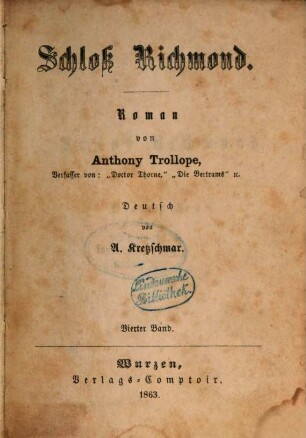 Schloß Richmond.
Roman
von
Anthony Trollope,
Verfasser von: „Doctor Thorne,“ „Die Bertrams“ ꝛc.
Deutsch
von
A. Kretzschmar.
Lindauersche
Bibliothek.
Vierter Band.
Wurzen,
Verlags-Comptoir.
1863.